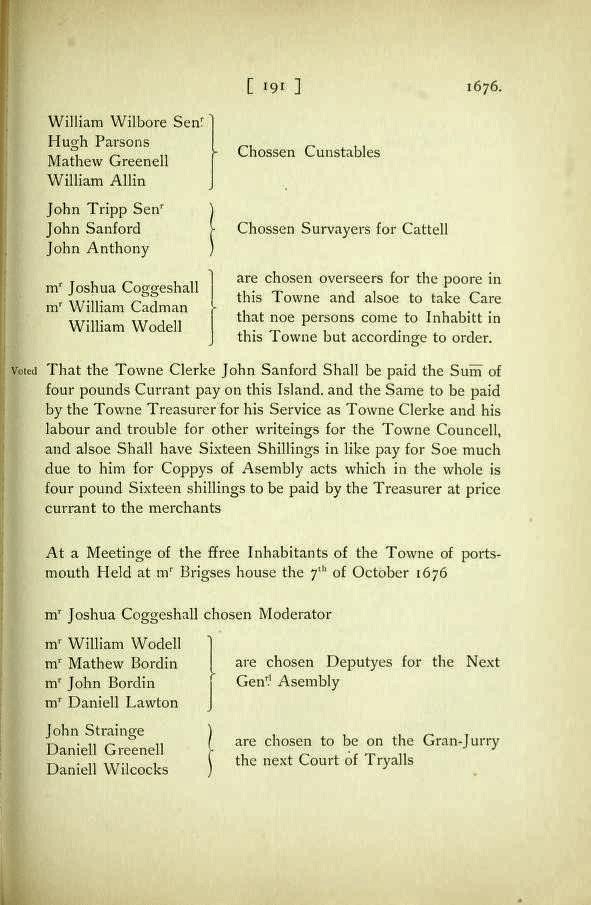 [ 191 ] 1676.
William Wilbore Senʳ
Hugh Parsons
Mathew Greenell
William Allin
Chossen Cunstables
John Tripp Senʳ
John Sanford
John Anthony
Chossen Survayers for Cattell
mʳ Joshua Coggeshall
mʳ William Cadman
William Wodell
are chosen overseers for the poore in
this Towne and alsoe to take Care
that noe persons come to Inhabitt in
this Towne but accordinge to order.
Voted That the Towne Clerke John Sanford Shall be paid the Sum̅ of
four pounds Currant pay on this Island. and the Same to be paid
by the Towne Treasurer for his Service as Towne Clerke and his
labour and trouble for other writeings for the Towne Councell,
and alsoe Shall have Sixteen Shillings in like pay for Soe much
due to him for Coppys of Asembly acts which in the whole is
four pound Sixteen shillings to be paid by the Treasurer at price
currant to the merchants
At a Meetinge of the ffree Inhabitants of the Towne of ports-
mouth Held at mʳ Brigses house the 7ᵗʰ of October 1676
mʳ Joshua Coggeshall chosen Moderator
mʳ William Wodell
mʳ Mathew Bordin
mʳ John Bordin
mʳ Daniell Lawton
are chosen Deputyes for the Next
Genʳˡ Asembly
John Strainge
Daniell Greenell
Daniell Wilcocks
are chosen to be on the Gran-Jurry
the next Court of Tryalls